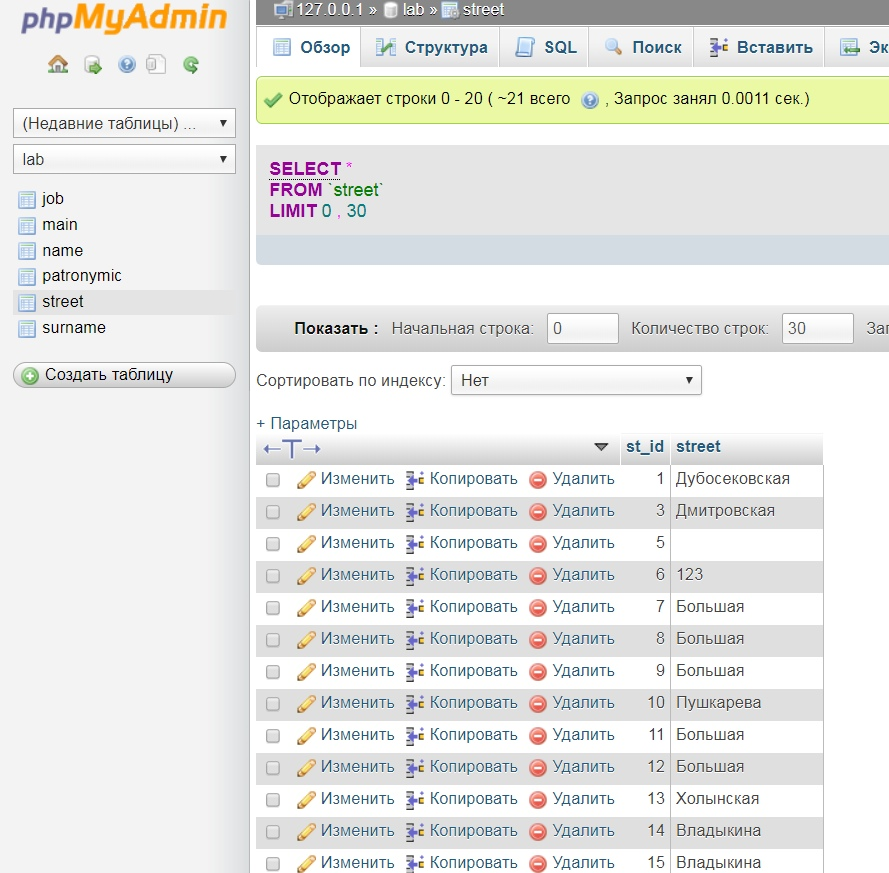 phpMyAdmin
(Недавние таблицы) ...
lab
job
main
name
patronymic
street
surname
Создать таблицу
127.0.0.1 » lab » street
Обзор Структура SQL Поиск Вставить Эк
Отображает строки 0 - 20 ( ~21 всего , Запрос занял 0.0011 сек.)
SELECT *
FROM `street`
LIMIT 0 , 30
Показать : Начальная строка: 0 Количество строк: 30 Заг
Сортировать по индексу: Нет
+ Параметры
←T→ st_id street
Изменить Копировать Удалить 1 Дубосековская
Изменить Копировать Удалить 3 Дмитровская
Изменить Копировать Удалить 5
Изменить Копировать Удалить 6 123
Изменить Копировать Удалить 7 Большая
Изменить Копировать Удалить 8 Большая
Изменить Копировать Удалить 9 Большая
Изменить Копировать Удалить 10 Пушкарева
Изменить Копировать Удалить 11 Большая
Изменить Копировать Удалить 12 Большая
Изменить Копировать Удалить 13 Холынская
Изменить Копировать Удалить 14 Владыкина
Изменить Копировать Удалить 15 Владыкина